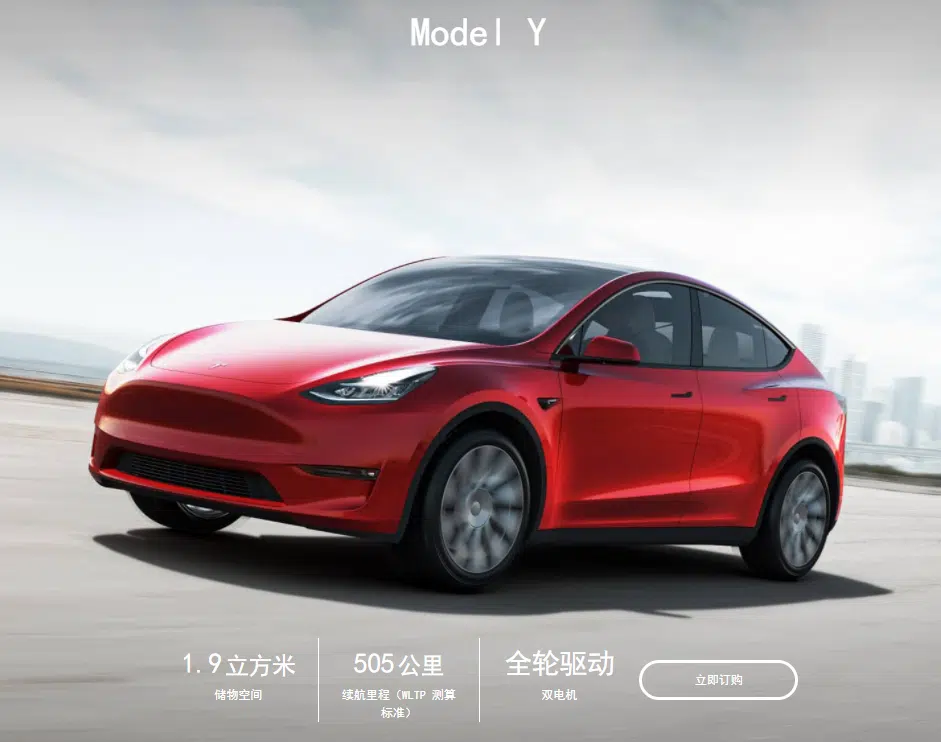 Model Y
1.9立方米
储物空间
505公里
续航里程（WLTP 测算
标准）
全轮驱动
双电机
立即订购